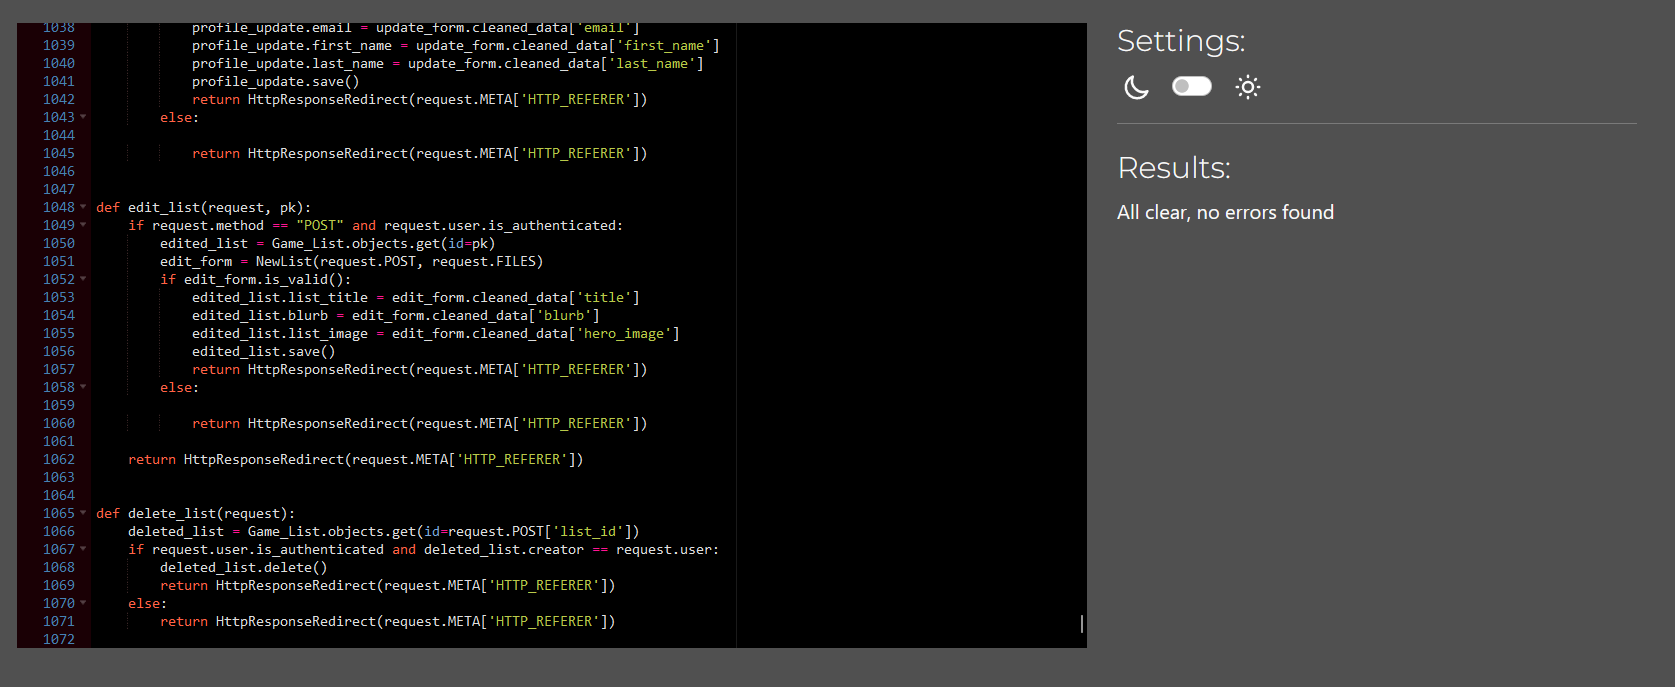 1038 profile_update.email = update_form.cleaned_data['email']
1039 profile_update.first_name = update_form.cleaned_data['first_name']
1040 profile_update.last_name = update_form.cleaned_data['last_name']
1041 profile_update.save()
1042 return HttpResponseRedirect(request.META['HTTP_REFERER'])
1043 else:
1044
1045 return HttpResponseRedirect(request.META['HTTP_REFERER'])
1046
1047
1048 def edit_list(request, pk):
1049 if request.method == "POST" and request.user.is_authenticated:
1050 edited_list = Game_List.objects.get(id=pk)
1051 edit_form = NewList(request.POST, request.FILES)
1052 if edit_form.is_valid():
1053 edited_list.list_title = edit_form.cleaned_data['title']
1054 edited_list.blurb = edit_form.cleaned_data['blurb']
1055 edited_list.list_image = edit_form.cleaned_data['hero_image']
1056 edited_list.save()
1057 return HttpResponseRedirect(request.META['HTTP_REFERER'])
1058 else:
1059
1060 return HttpResponseRedirect(request.META['HTTP_REFERER'])
1061
1062 return HttpResponseRedirect(request.META['HTTP_REFERER'])
1063
1064
1065 def delete_list(request):
1066 deleted_list = Game_List.objects.get(id=request.POST['list_id'])
1067 if request.user.is_authenticated and deleted_list.creator == request.user:
1068 deleted_list.delete()
1069 return HttpResponseRedirect(request.META['HTTP_REFERER'])
1070 else:
1071 return HttpResponseRedirect(request.META['HTTP_REFERER'])
1072
Settings:
Results:
All clear, no errors found